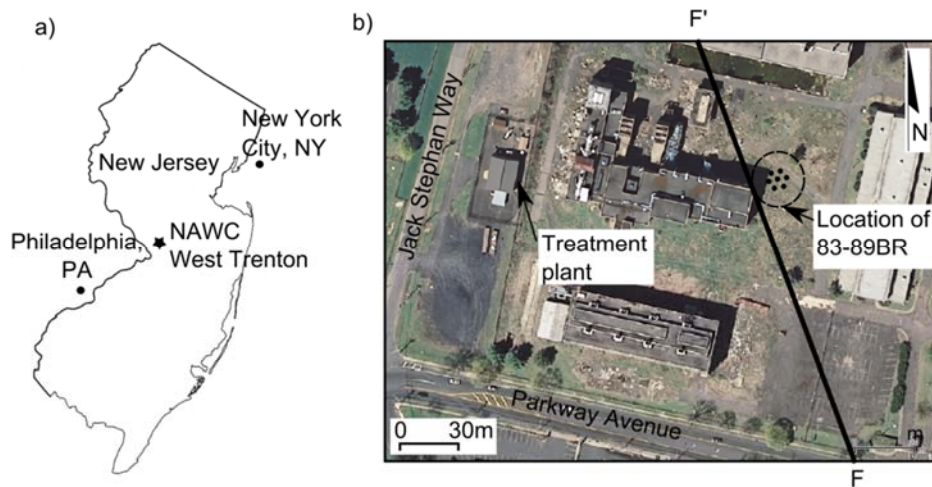 a)
New York
City, NY
New Jersey
Philadelphia,
PA
NAWC
West Trenton
b)
F'
Jack Stephan Way
N
Treatment
plant
Location of
83-89BR
Parkway Avenue
0 30m
m
F